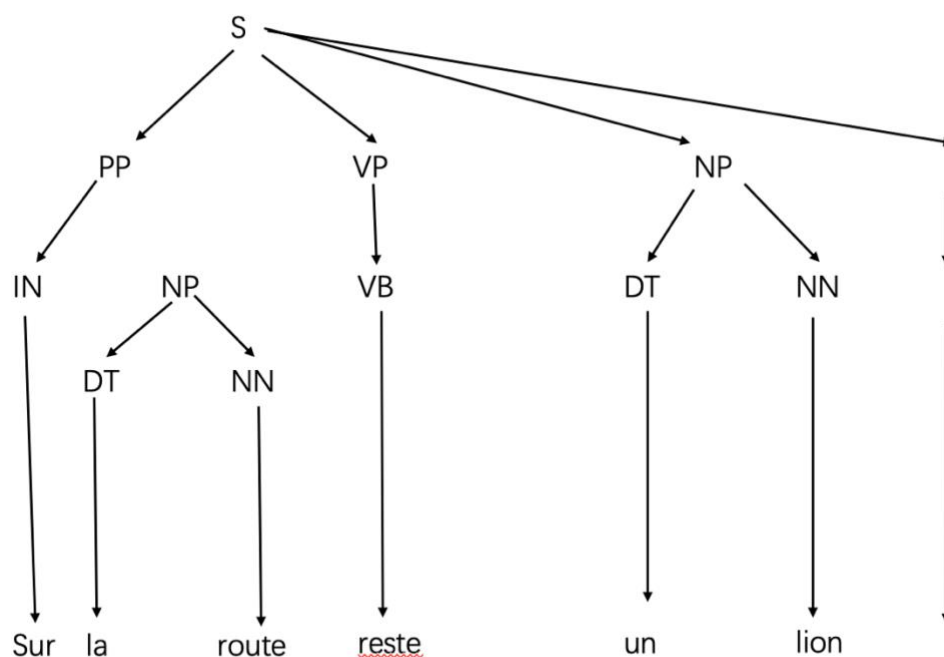 S
PP VP NP
IN NP VB DT NN
DT NN
Sur la route reste un lion